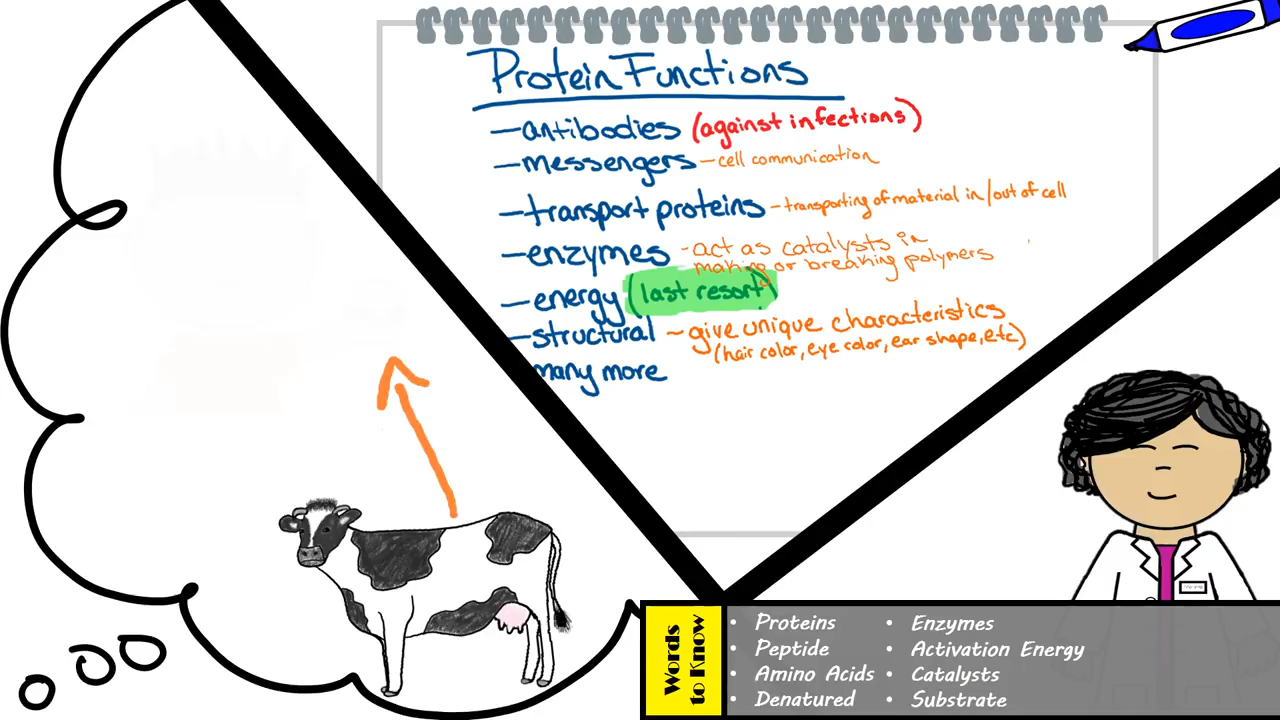 Protein Functions
-antibodies (against infections)
-messengers -cell communication
-transport proteins -transporting of material in/out of cell
-enzymes -act as catalysts in
making or breaking polymers
-energy (last resort)
-structural ~give unique characteristics
(hair color, eye color, ear shape, etc)
many more
Words
to Know
• Proteins
• Peptide
• Amino Acids
• Denatured
• Enzymes
• Activation Energy
• Catalysts
• Substrate